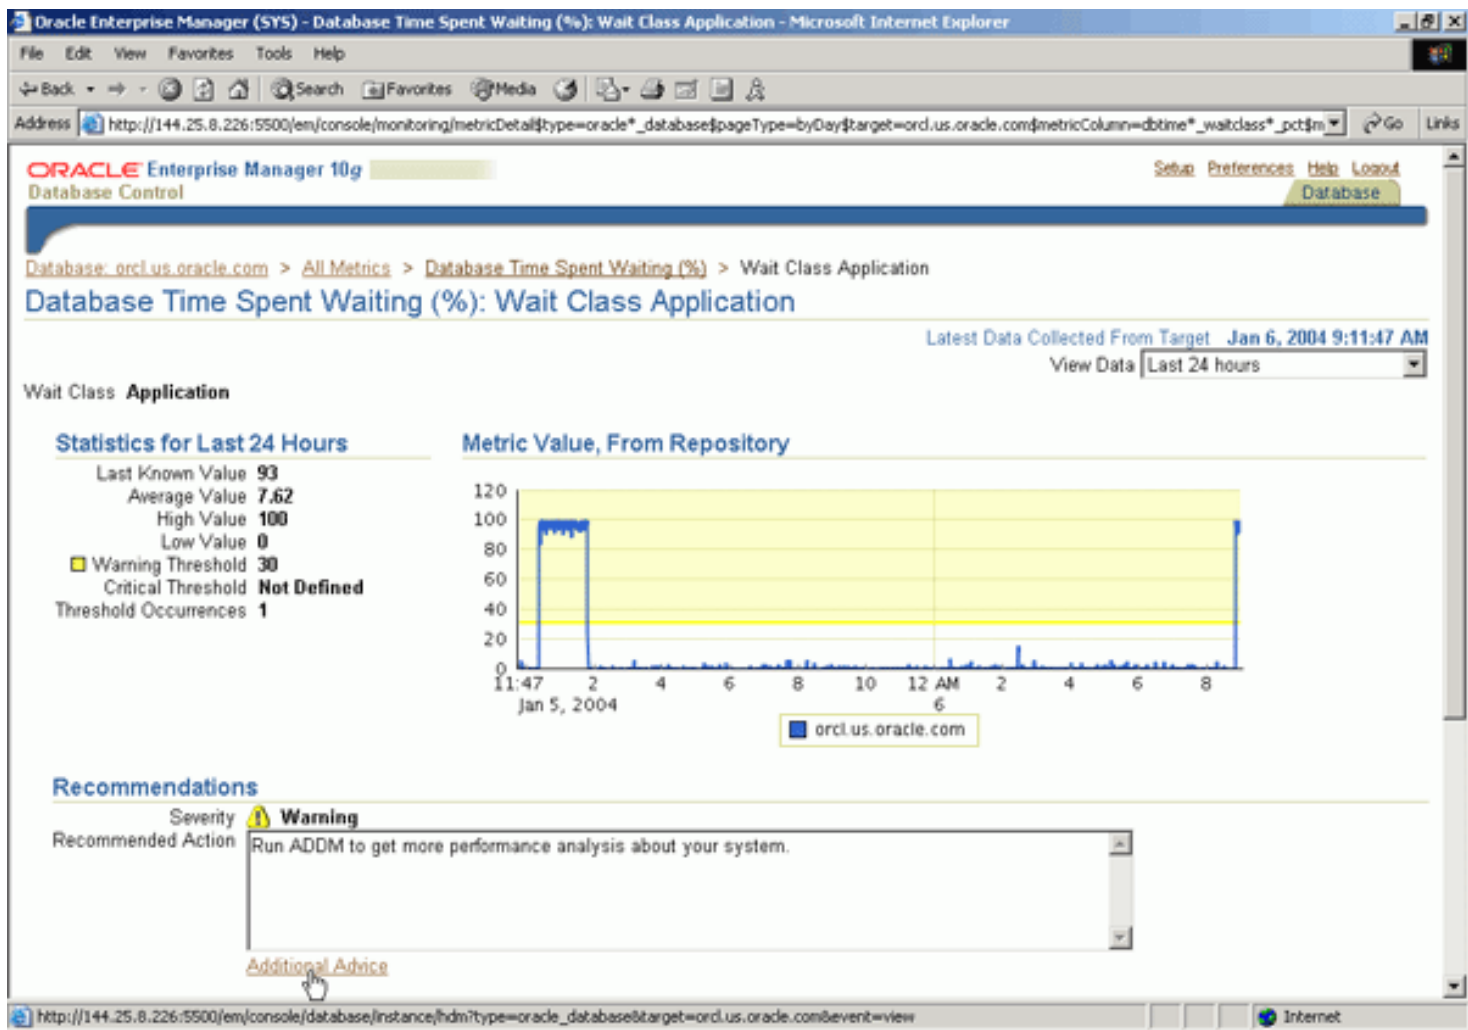 Oracle Enterprise Manager (SYS) - Database Time Spent Waiting (%): Wait Class Application - Microsoft Internet Explorer
File Edit View Favorites Tools Help
Back Search Favorites Media
Address http://144.25.8.226:5500/em/console/monitoring/metricDetail$type=oracle*_database$pageType=byDay$target=orcl.us.oracle.com$metricColumn=dbtime*_waitclass*_pct$m Go Links
ORACLE Enterprise Manager 10g
Setup Preferences Help Logout
Database Control
Database
Database: orcl.us.oracle.com > All Metrics > Database Time Spent Waiting (%) > Wait Class Application
Database Time Spent Waiting (%): Wait Class Application
Latest Data Collected From Target Jan 6, 2004 9:11:47 AM
View Data Last 24 hours
Wait Class Application
Statistics for Last 24 Hours
Last Known Value 93
Average Value 7.62
High Value 100
Low Value 0
Warning Threshold 30
Critical Threshold Not Defined
Threshold Occurrences 1
Metric Value, From Repository
120
100
80
60
40
20
0
11:47 2 4 6 8 10 12 AM 2 4 6 8
Jan 5, 2004 6
orcl.us.oracle.com
Recommendations
Severity Warning
Recommended Action Run ADDM to get more performance analysis about your system.
Additional Advice
http://144.25.8.226:5500/em/console/database/instance/hdm?type=oracle_database&target=orcl.us.oracle.com&event=view Internet